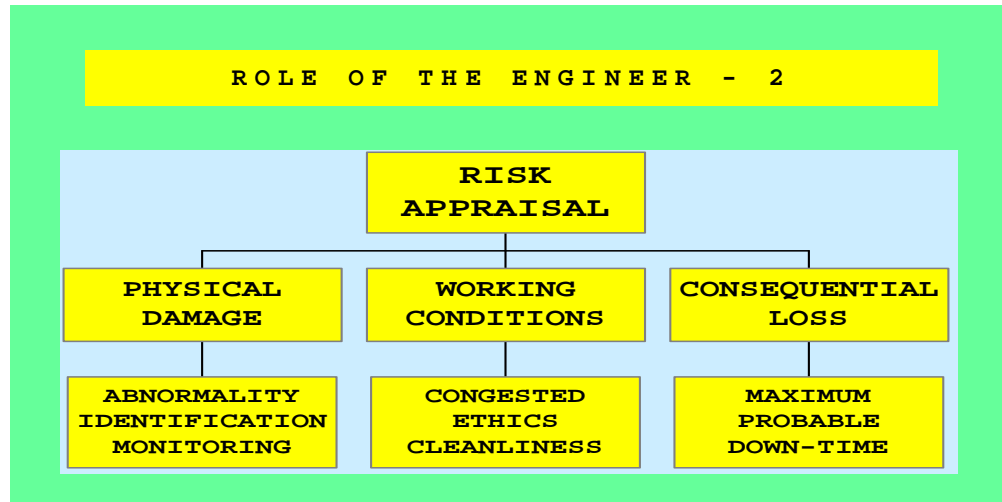 ROLE OF THE ENGINEER - 2
RISK
APPRAISAL
PHYSICAL
DAMAGE
WORKING
CONDITIONS
CONSEQUENTIAL
LOSS
ABNORMALITY
IDENTIFICATION
MONITORING
CONGESTED
ETHICS
CLEANLINESS
MAXIMUM
PROBABLE
DOWN-TIME